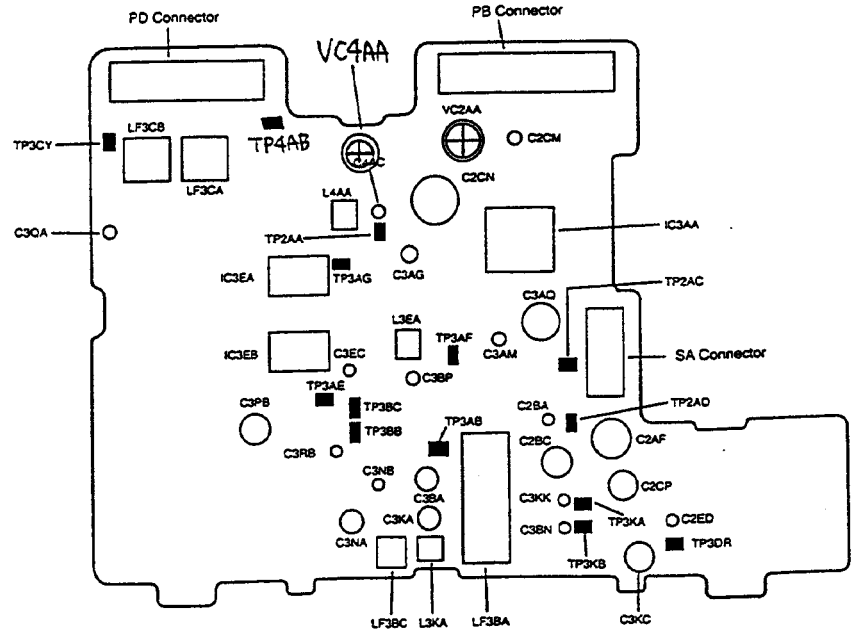 PD Connector
PB Connector
VC4AA
VC2AA
C2CM
TP4AB
LF3CB
TP3CY
LF3CA
C44C
C2CN
L4AA
C3QA
TP2AA
IC3AA
C3AG
IC3EA
TP3AG
TP2AC
C3AQ
L3EA
TP3AF
C3AM
SA Connector
IC3EB
C3EC
C3BP
TP3AE
TP3BC
C3PB
TP3BB
TP3AB
C2BA
TP2AD
C2BC
C2AF
C3RB
C3NB
C3BA
C3KK
C2CP
C3KA
C3NA
C3BN
TP3KA
C2ED
TP3KB
TP3DR
LF3BC
L3KA
LF3BA
C3KC